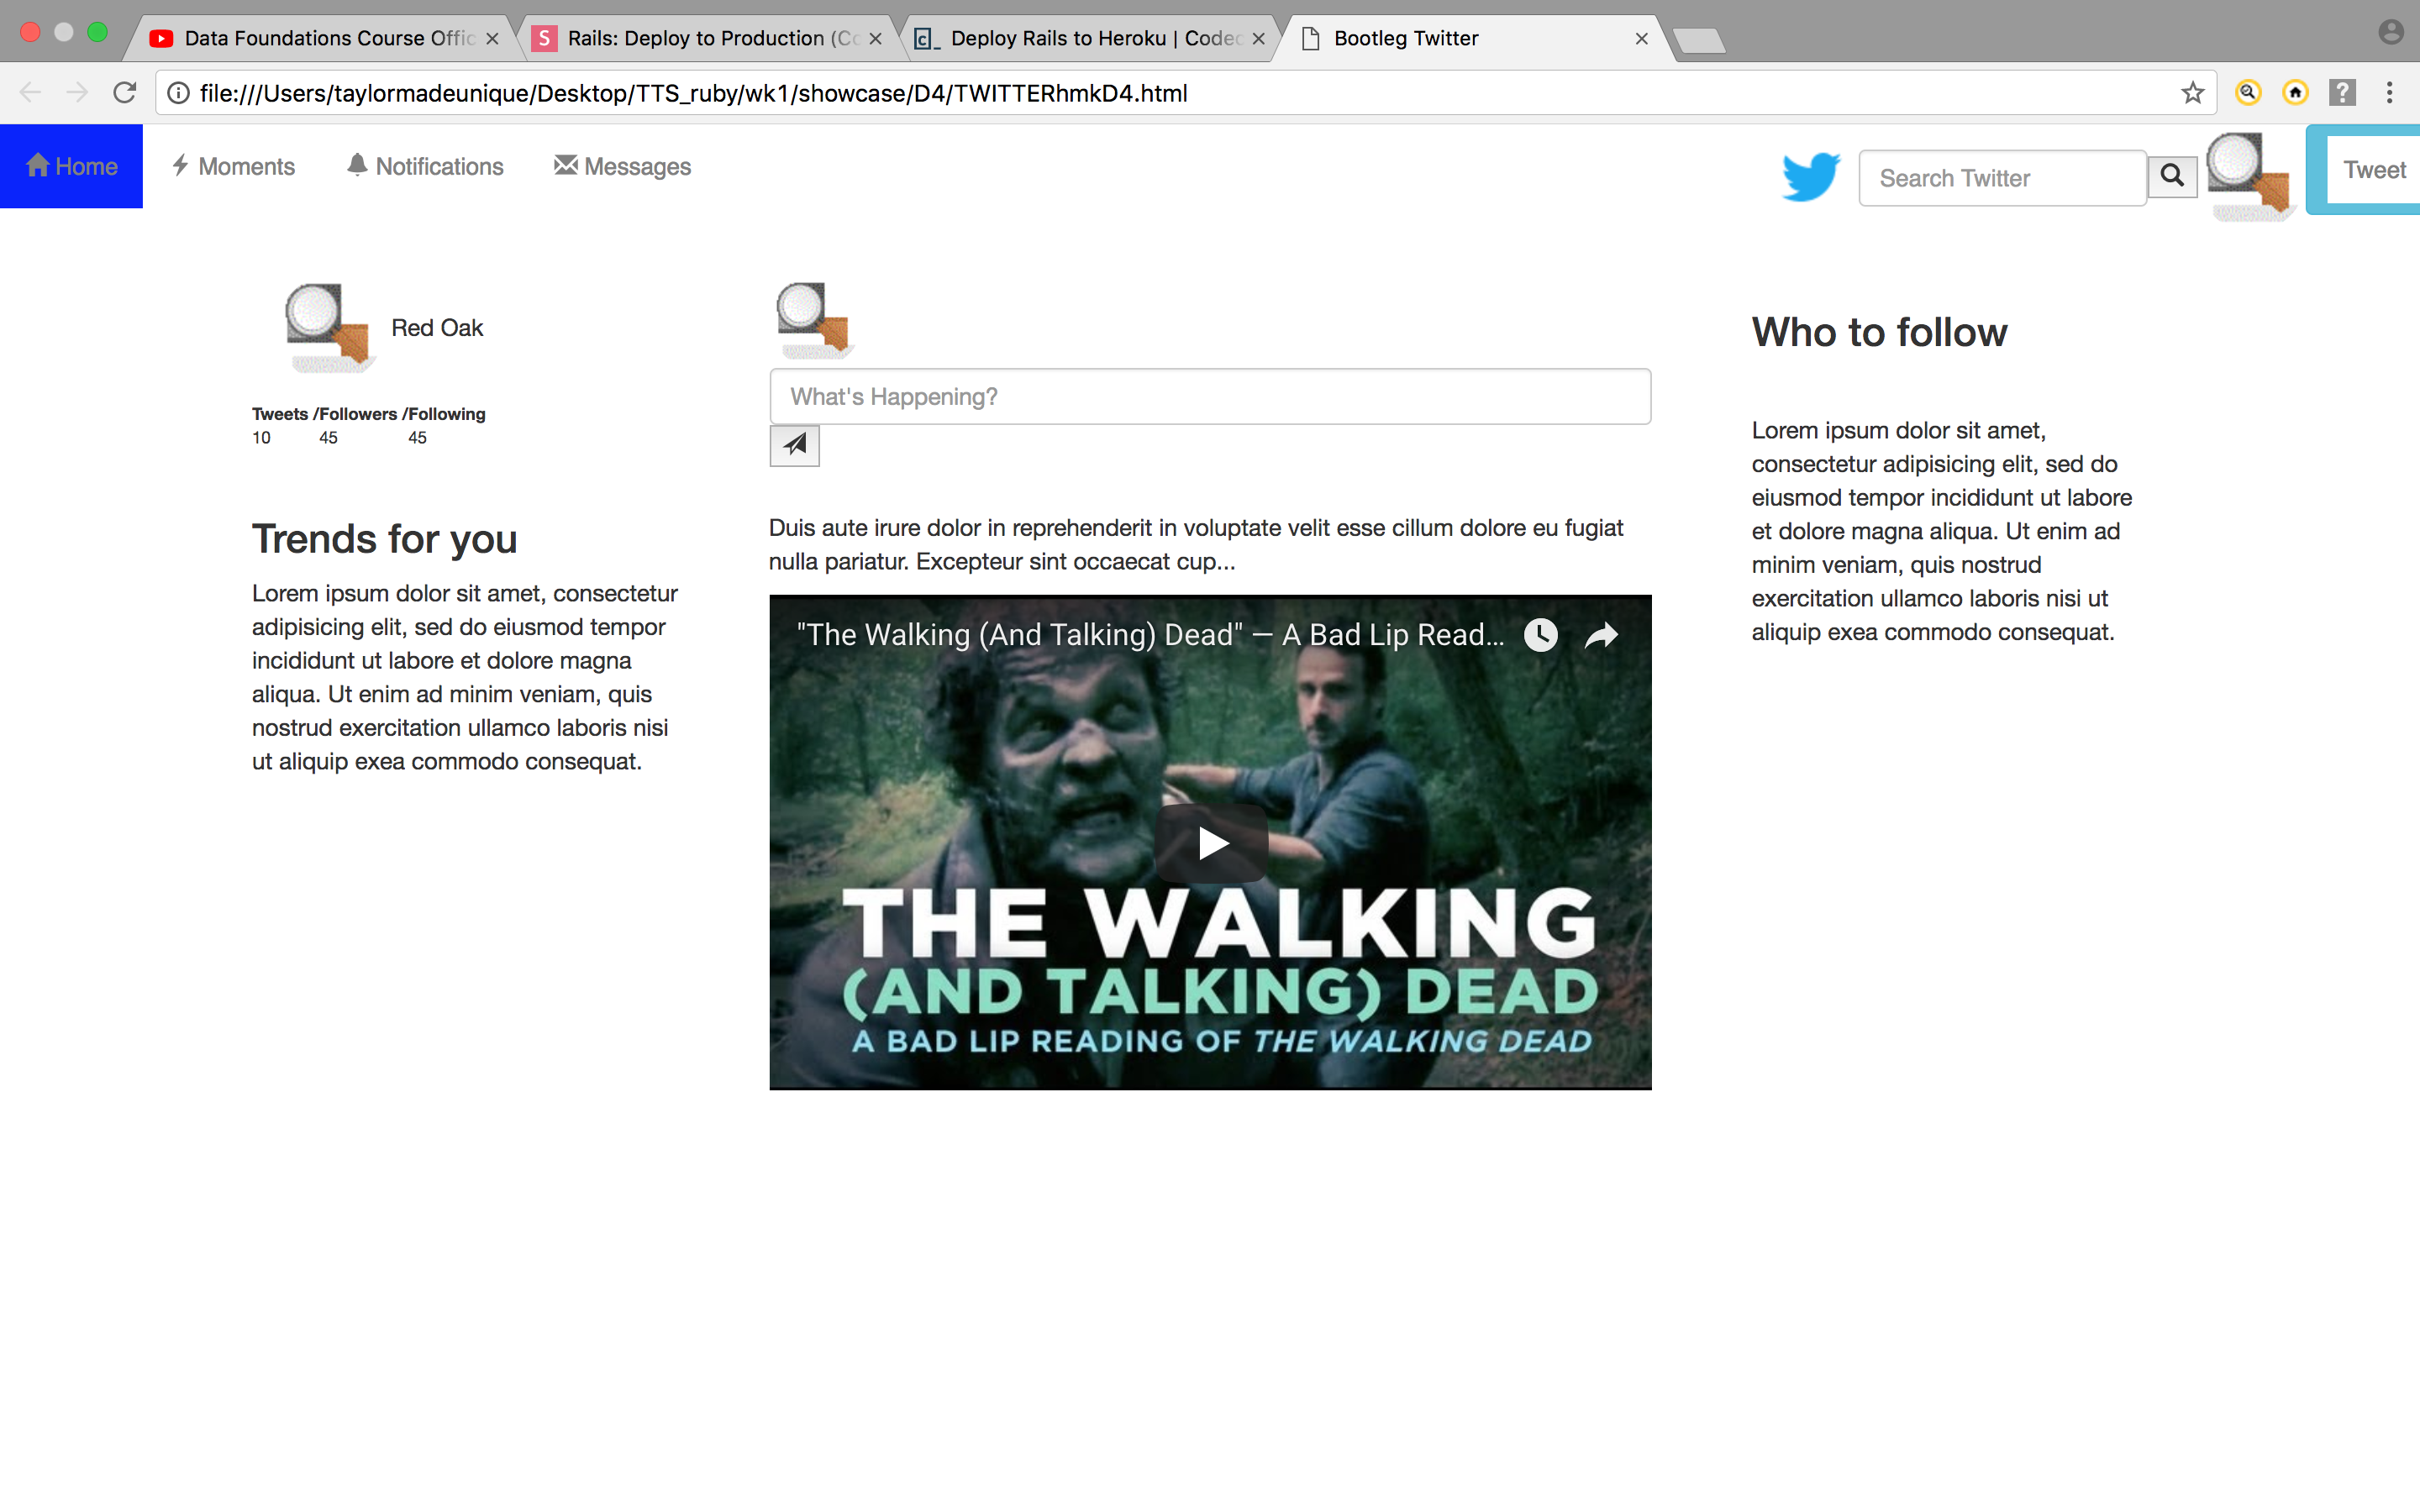 Data Foundations Course Offic
S Rails: Deploy to Production (Co
c_ Deploy Rails to Heroku | Codec
Bootleg Twitter
file:///Users/taylormadeunique/Desktop/TTS_ruby/wk1/showcase/D4/TWITTERhmkD4.html
?
Home
Moments
Notifications
Messages
Search Twitter
Tweet
Red Oak
Tweets /Followers /Following
10 45 45
Trends for you
Lorem ipsum dolor sit amet, consectetur
adipisicing elit, sed do eiusmod tempor
incididunt ut labore et dolore magna
aliqua. Ut enim ad minim veniam, quis
nostrud exercitation ullamco laboris nisi
ut aliquip exea commodo consequat.
What's Happening?
Duis aute irure dolor in reprehenderit in voluptate velit esse cillum dolore eu fugiat
nulla pariatur. Excepteur sint occaecat cup...
"The Walking (And Talking) Dead" — A Bad Lip Read...
THE WALKING
(AND TALKING) DEAD
A BAD LIP READING OF THE WALKING DEAD
Who to follow
Lorem ipsum dolor sit amet,
consectetur adipisicing elit, sed do
eiusmod tempor incididunt ut labore
et dolore magna aliqua. Ut enim ad
minim veniam, quis nostrud
exercitation ullamco laboris nisi ut
aliquip exea commodo consequat.